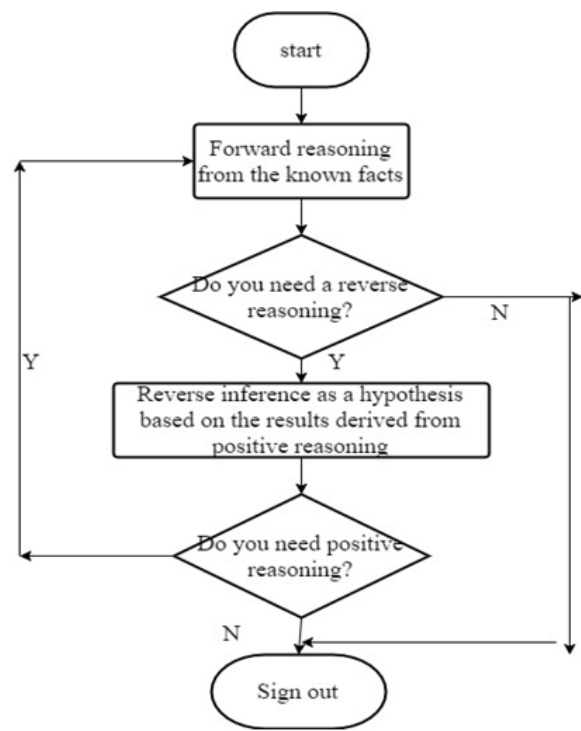 start
Forward reasoning
from the known facts
Do you need a reverse
reasoning?
N
Y
Y
Reverse inference as a hypothesis
based on the results derived from
positive reasoning
Do you need positive
reasoning?
N
Sign out